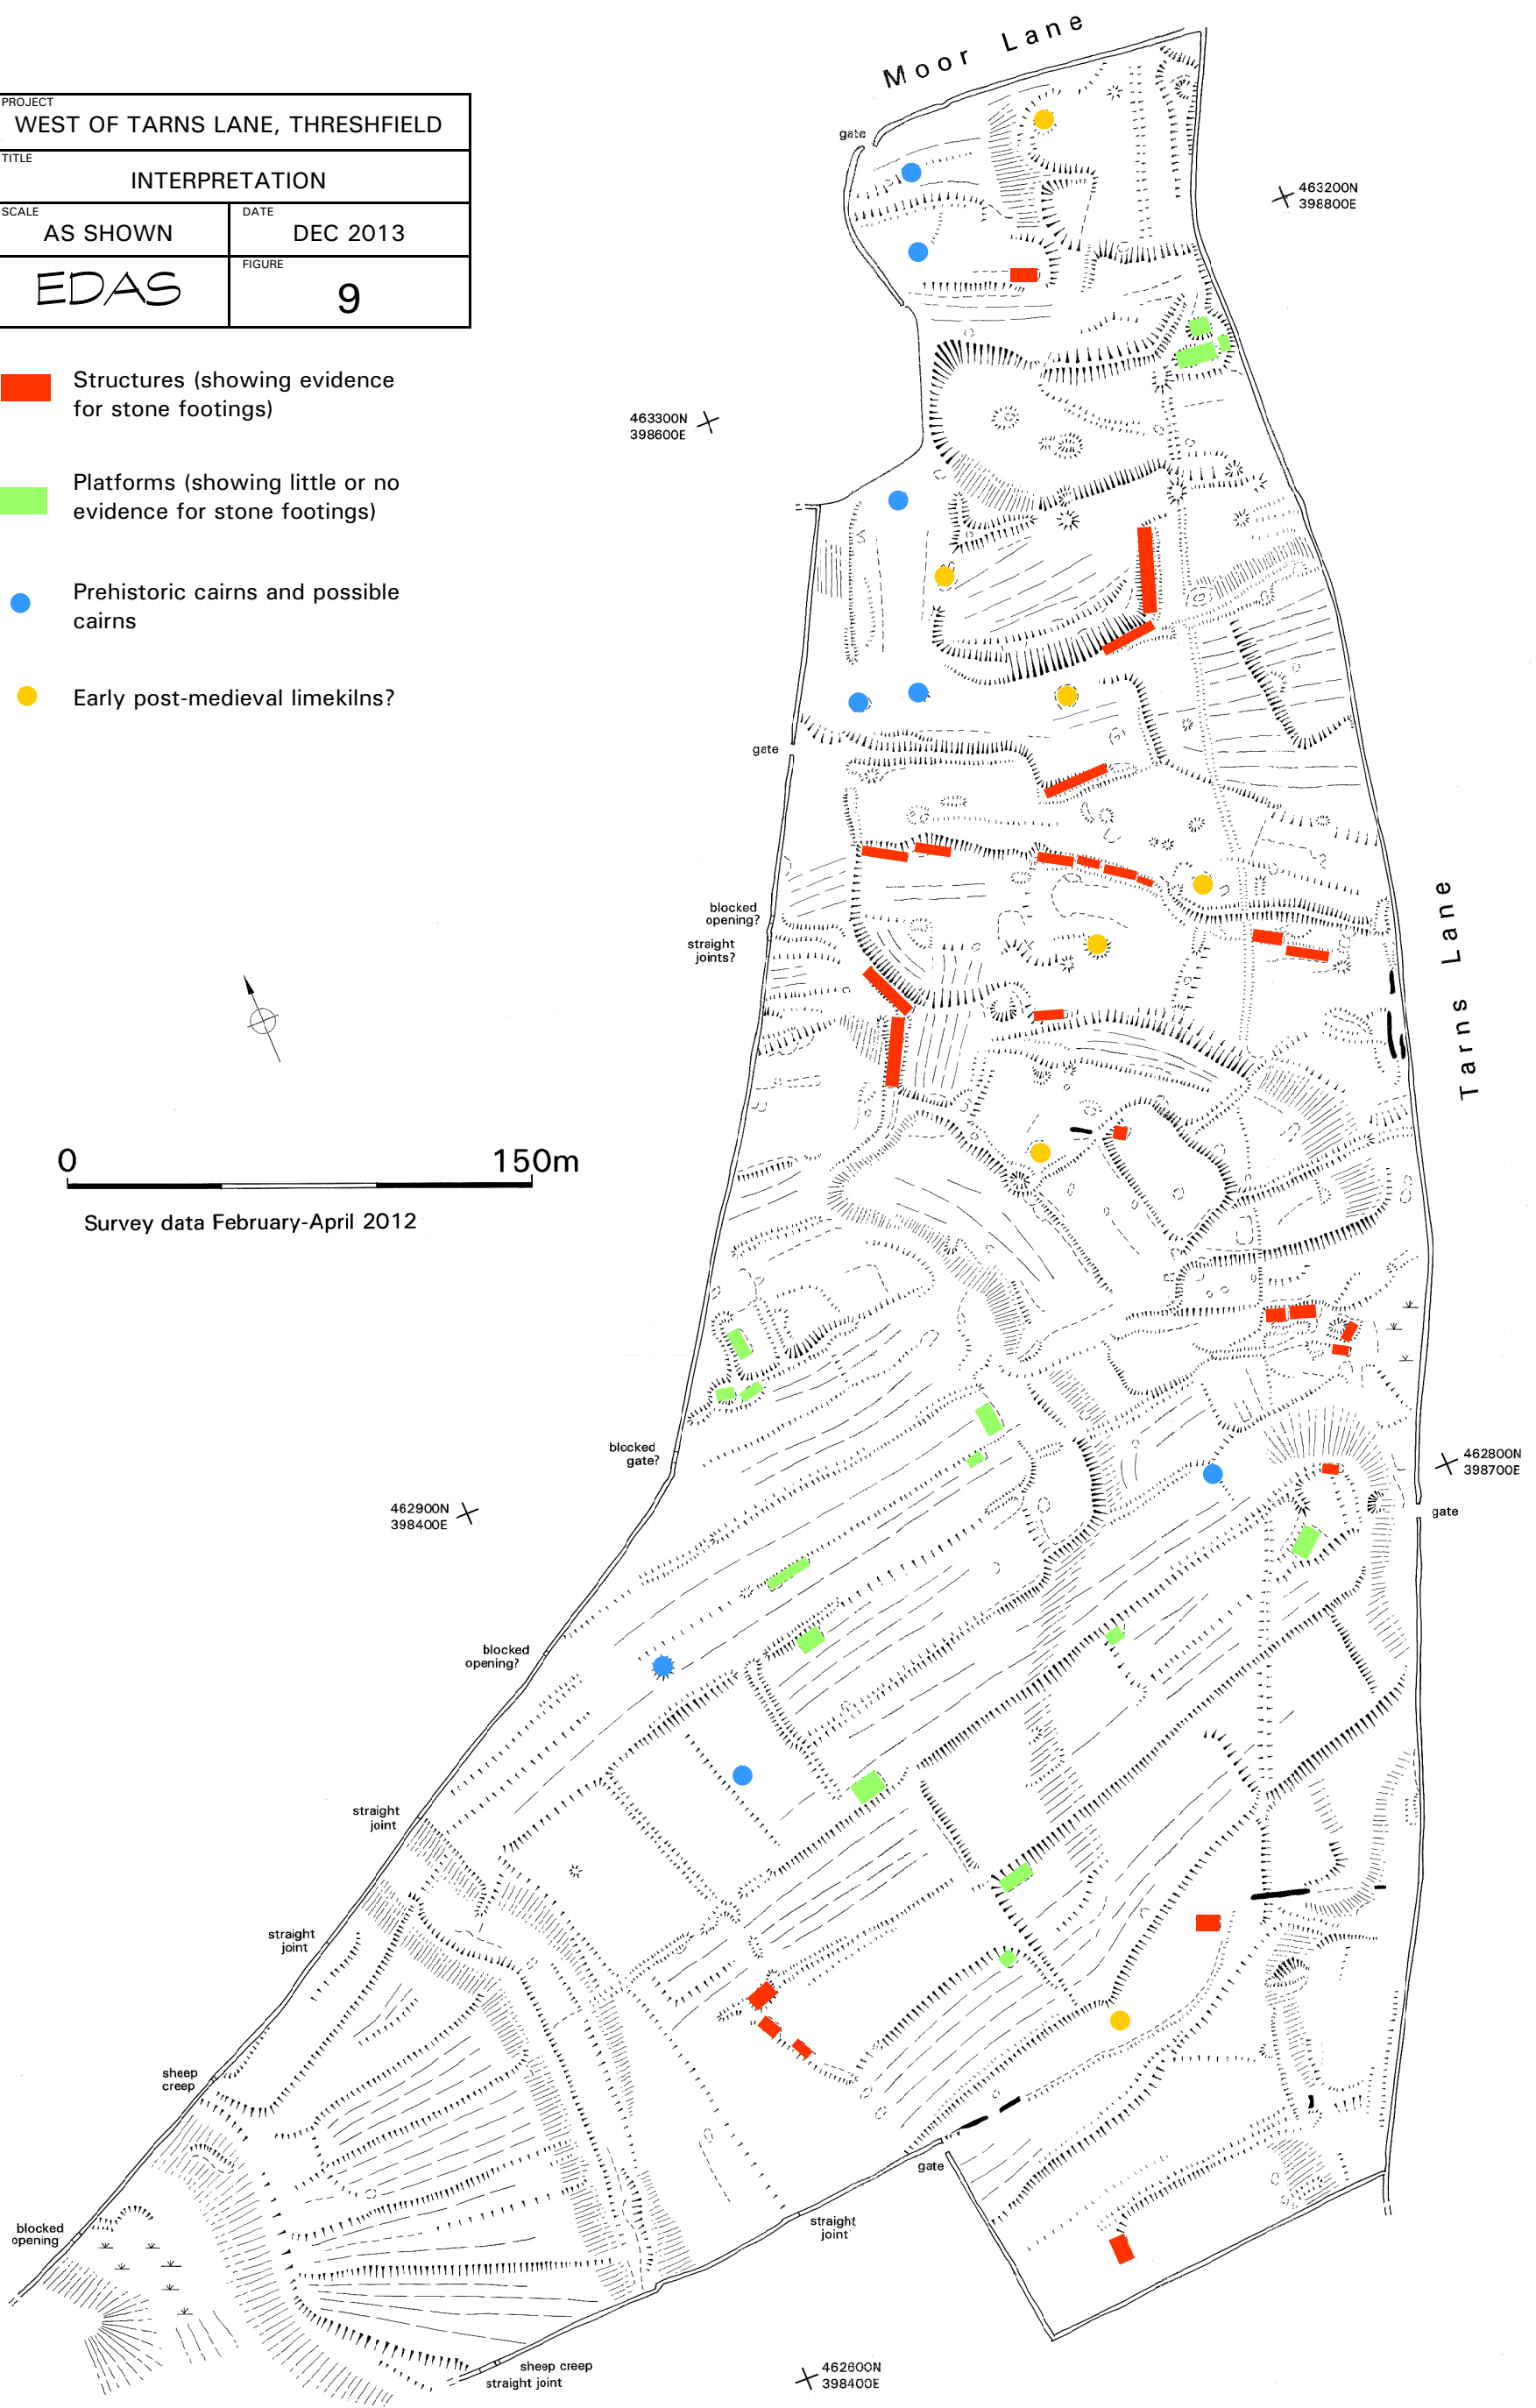 PROJECT
WEST OF TARNS LANE, THRESHFIELD
TITLE
INTERPRETATION
SCALE
AS SHOWN
DATE
DEC 2013
EDAS
FIGURE
9
Structures (showing evidence
for stone footings)
Platforms (showing little or no
evidence for stone footings)
Prehistoric cairns and possible
cairns
Early post-medieval limekilns?
Moor Lane
gate
463200N
398800E
463300N
398600E
gate
blocked
opening?
straight
joints?
Tarns Lane
0 150m
Survey data February-April 2012
blocked
gate?
462800N
398700E
gate
462900N
398400E
blocked
opening?
straight
joint
straight
joint
sheep
creep
gate
straight
joint
blocked
opening
sheep creep
straight joint
462600N
398400E